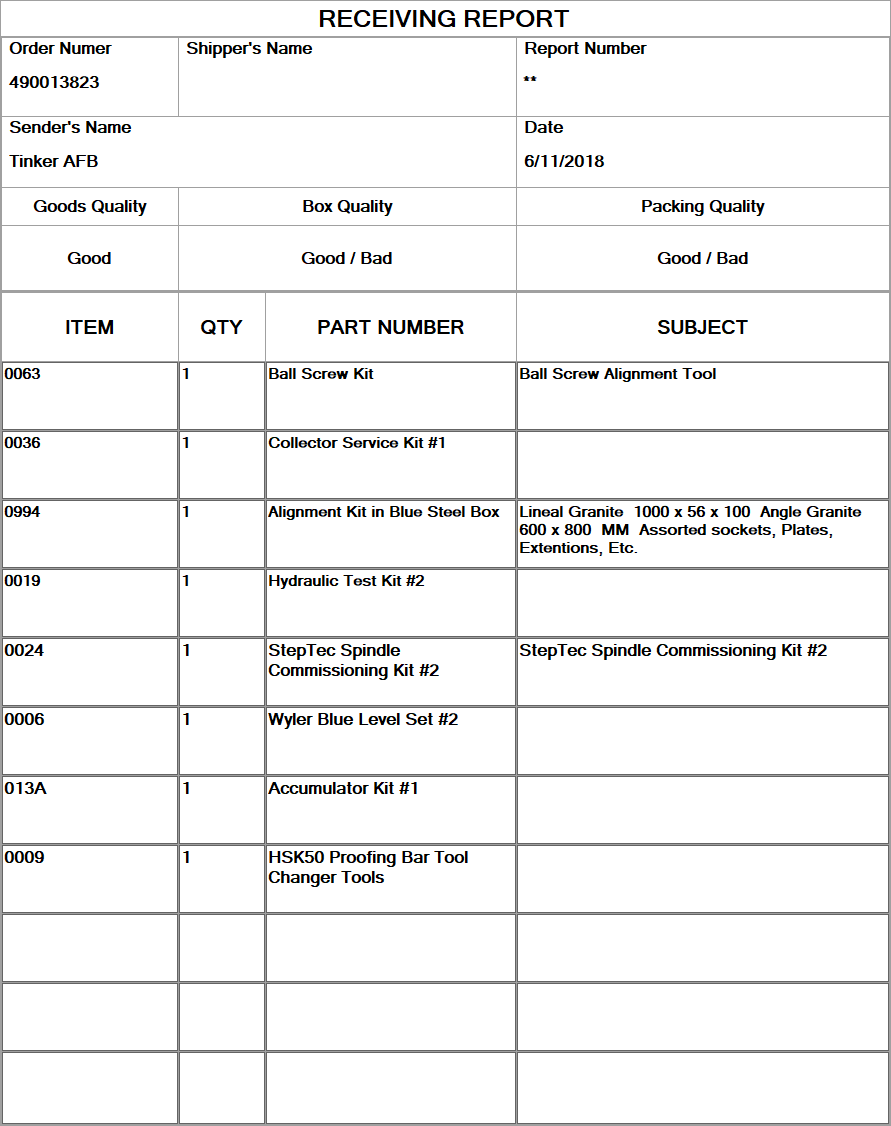 RECEIVING REPORT
Order Numer
Shipper's Name
Report Number
490013823
**
Sender's Name
Date
Tinker AFB
6/11/2018
Goods Quality
Box Quality
Packing Quality
Good
Good / Bad
Good / Bad
ITEM
QTY
PART NUMBER
SUBJECT
0063
1
Ball Screw Kit
Ball Screw Alignment Tool
0036
1
Collector Service Kit #1
0994
1
Alignment Kit in Blue Steel Box
Lineal Granite  1000 x 56 x 100  Angle Granite
600 x 800  MM  Assorted sockets, Plates,
Extentions, Etc.
0019
1
Hydraulic Test Kit #2
0024
1
StepTec Spindle
Commissioning Kit #2
StepTec Spindle Commissioning Kit #2
0006
1
Wyler Blue Level Set #2
013A
1
Accumulator Kit #1
0009
1
HSK50 Proofing Bar Tool
Changer Tools